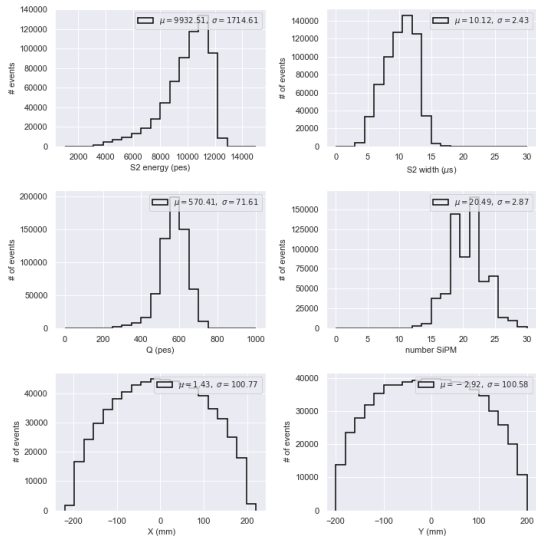 μ = 9932.51, σ = 1714.61
140000
120000
100000
80000
60000
40000
20000
0
# of events
2000 4000 6000 8000 10000 12000 14000
S2 energy (pes)
μ = 10.12, σ = 2.43
140000
120000
100000
80000
60000
40000
20000
0
# of events
0 5 10 15 20 25 30
S2 width (μs)
μ = 570.41, σ = 71.61
200000
150000
100000
50000
0
# of events
0 200 400 600 800 1000
Q (pes)
μ = 20.49, σ = 2.87
150000
125000
100000
75000
50000
25000
0
# of events
0 5 10 15 20 25 30
number SiPM
μ = 1.43, σ = 100.77
40000
30000
20000
10000
0
# of events
−200 −100 0 100 200
X (mm)
μ = −2.92, σ = 100.58
40000
30000
20000
10000
0
# of events
−200 −100 0 100 200
Y (mm)